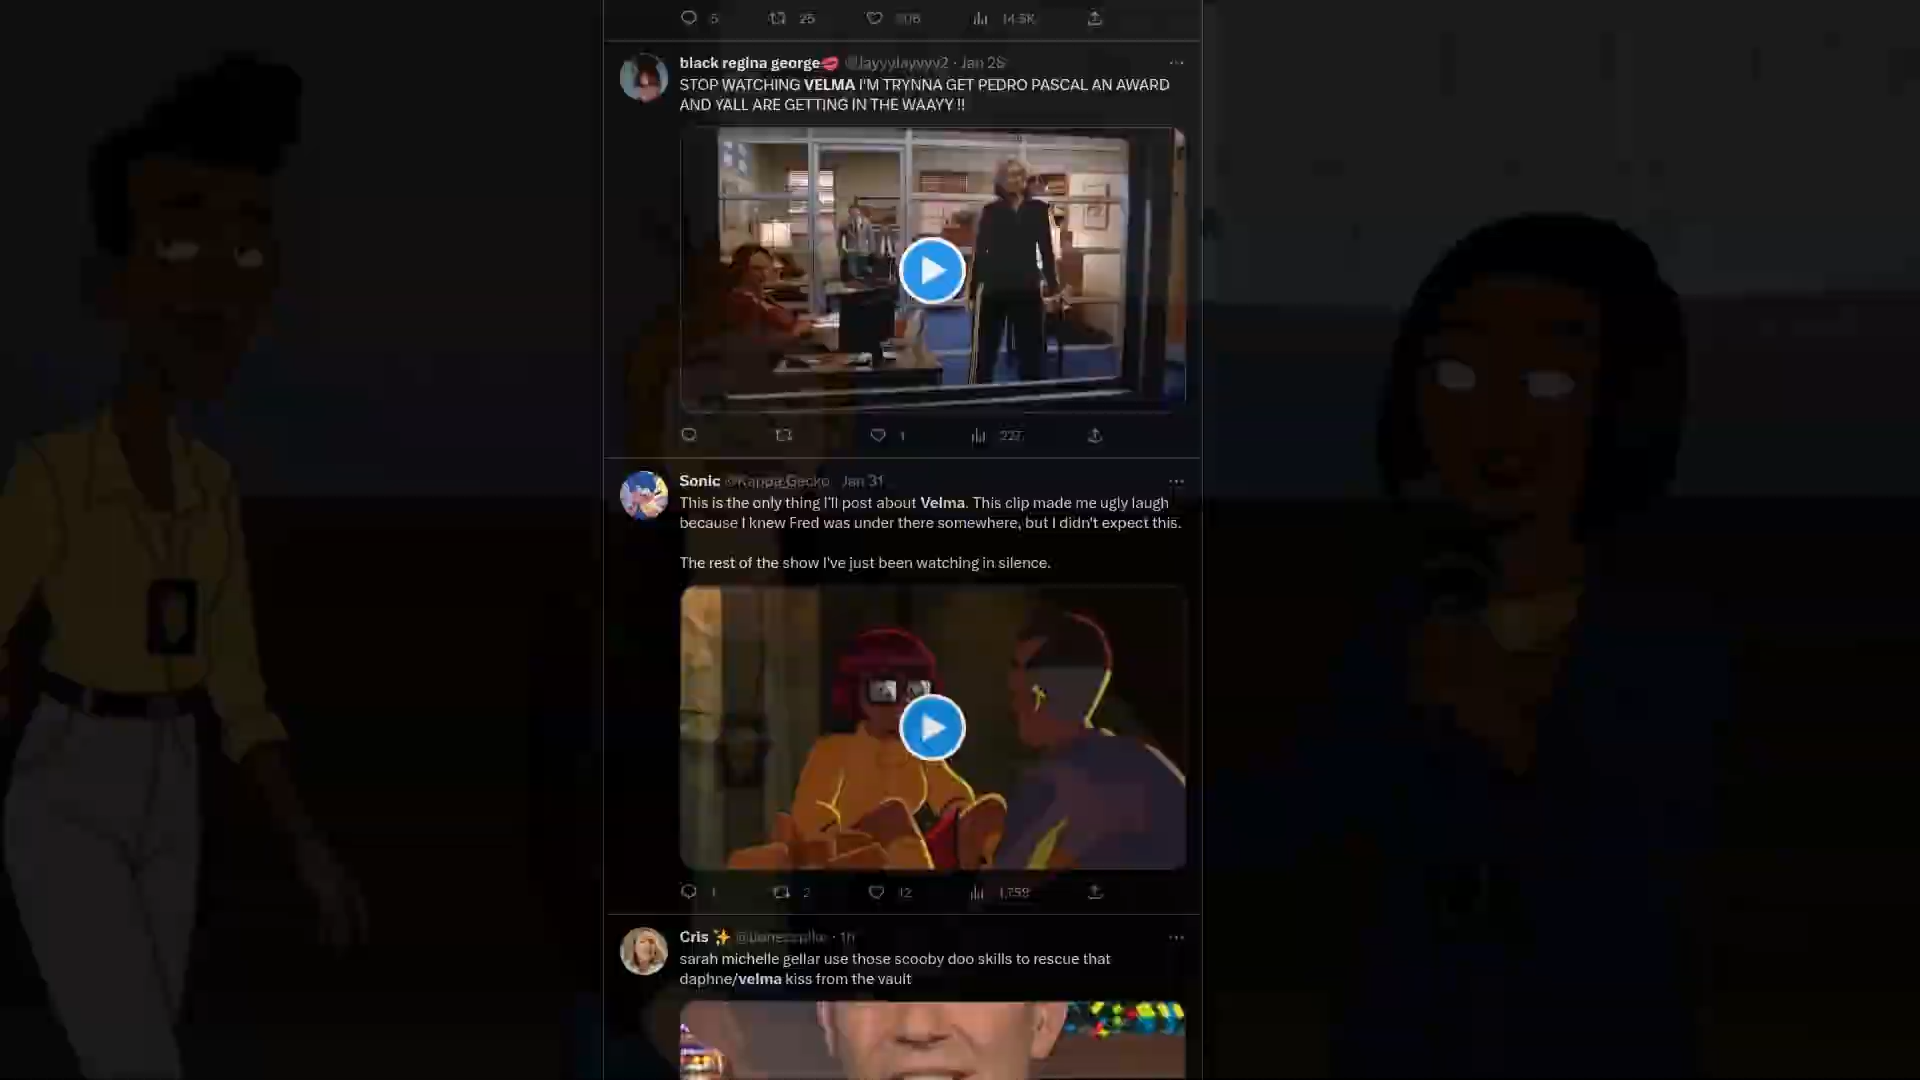 5 25 14.5K
black regina george💋 @layyylayyyy2 · Jan 28
STOP WATCHING VELMA I'M TRYNNA GET PEDRO PASCAL AN AWARD
AND YALL ARE GETTING IN THE WAAYY !!
1 227
Sonic @Kappa_Gecko · Jan 31
This is the only thing I'll post about Velma. This clip made me ugly laugh
because I knew Fred was under there somewhere, but I didn't expect this.
The rest of the show I've just been watching in silence.
1 2 12 1,759
Cris ✨ · 1h
sarah michelle gellar use those scooby doo skills to rescue that
daphne/velma kiss from the vault